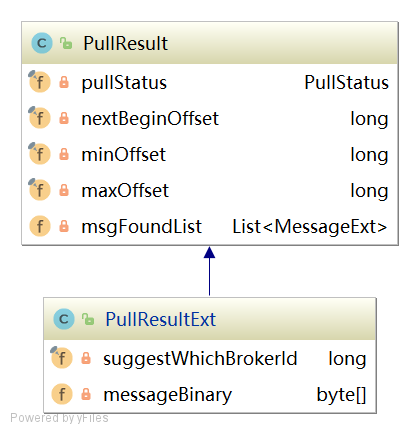 PullResult
pullStatus PullStatus
nextBeginOffset long
minOffset long
maxOffset long
msgFoundList List<MessageExt>
PullResultExt
suggestWhichBrokerId long
messageBinary byte[]
Powered by yFiles